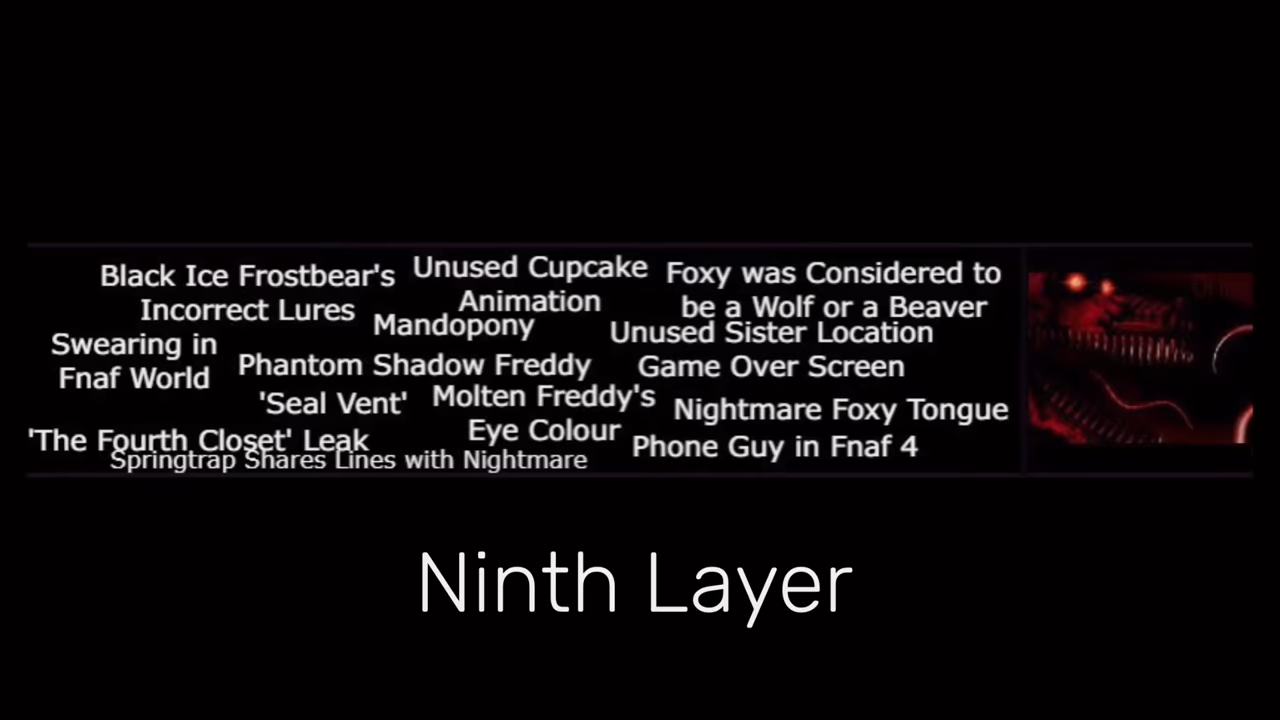 Black Ice Frostbear's
Incorrect Lures
Unused Cupcake
Animation
Foxy was Considered to
be a Wolf or a Beaver
Swearing in
Fnaf World
Mandopony
Unused Sister Location
Game Over Screen
Phantom Shadow Freddy
'Seal Vent'
Molten Freddy's
Eye Colour
Nightmare Foxy Tongue
'The Fourth Closet' Leak
Phone Guy in Fnaf 4
Springtrap Shares Lines with Nightmare
Ninth Layer